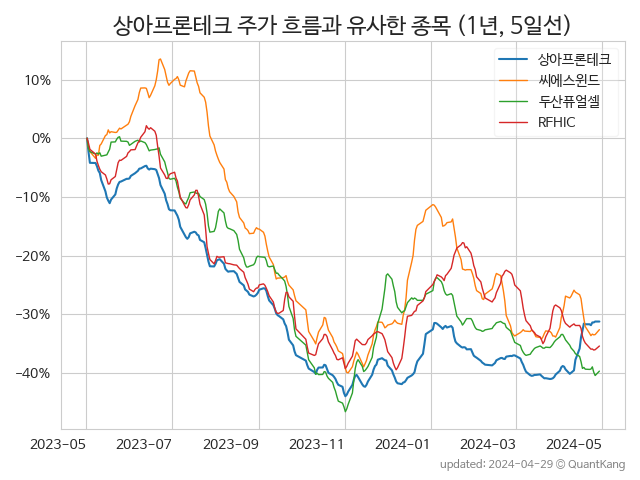 상아프론테크 주가 흐름과 유사한 종목 (1년, 5일선)
상아프론테크
씨에스윈드
두산퓨얼셀
RFHIC
10%
0%
−10%
−20%
−30%
−40%
2023-05 2023-07 2023-09 2023-11 2024-01 2024-03 2024-05
updated: 2024-04-29 © QuantKang